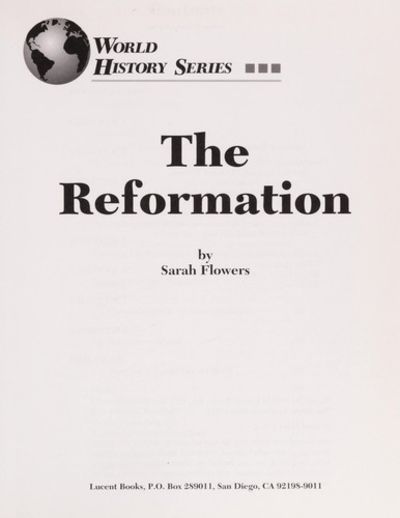 WORLD
HISTORY SERIES
The
Reformation
by
Sarah Flowers
Lucent Books, P.O. Box 289011, San Diego, CA 92198-9011